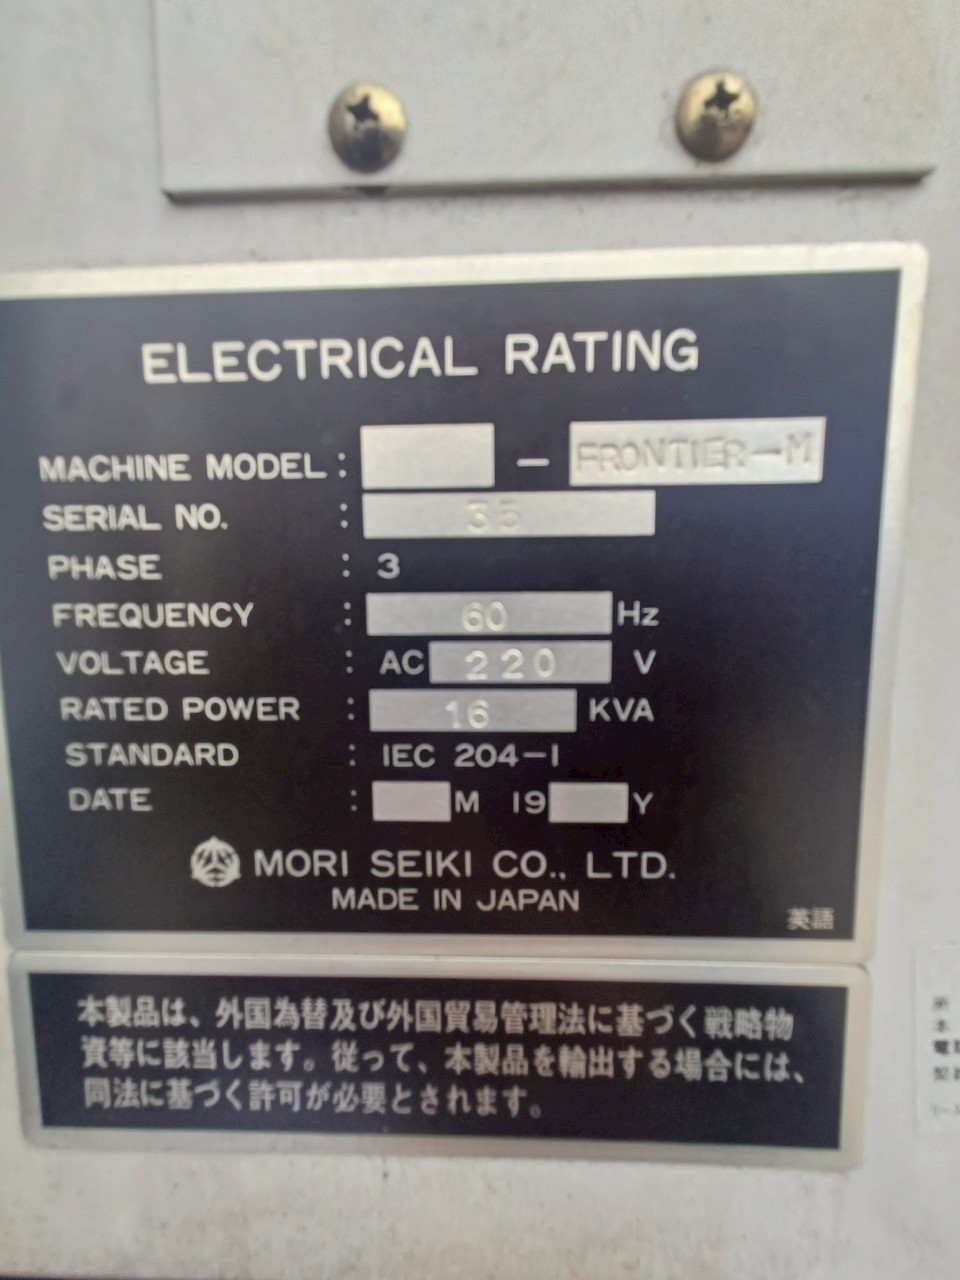 ELECTRICAL RATING
MACHINE MODEL : — FRONTIER-M
SERIAL NO. : 35
PHASE : 3
FREQUENCY : 60 Hz
VOLTAGE : AC 220 V
RATED POWER : 16 KVA
STANDARD : IEC 204-1
DATE : M 19 Y
MORI SEIKI CO., LTD.
MADE IN JAPAN
英語
本製品は、外国為替及び外国貿易管理法に基づく戦略物
資等に該当します。従って、本製品を輸出する場合には、
同法に基づく許可が必要とされます。
本